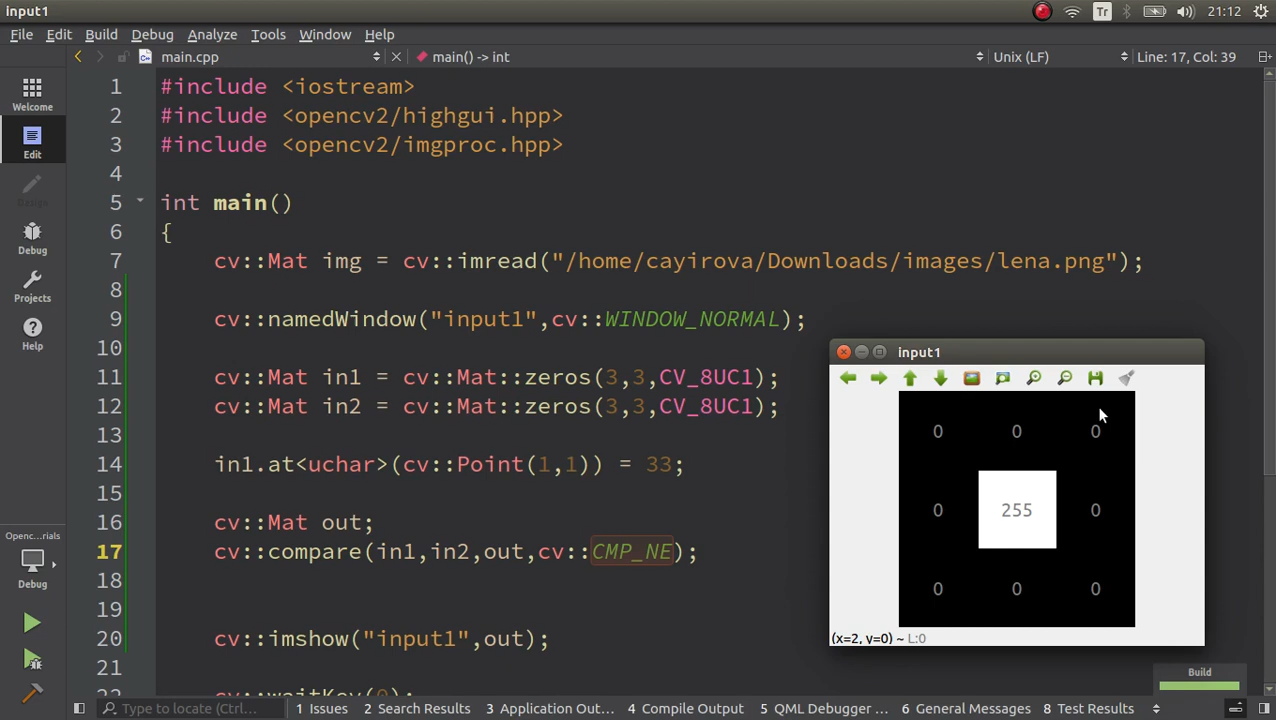 input1
Tr
21:12
File Edit Build Debug Analyze Tools Window Help
main.cpp
main() -> int
Unix (LF)
Line: 17, Col: 39
Welcome
Edit
Design
Debug
Projects
Help
Openc...rials
Debug
1 #include <iostream>
2 #include <opencv2/highgui.hpp>
3 #include <opencv2/imgproc.hpp>
4
5 int main()
6 {
7 cv::Mat img = cv::imread("/home/cayirova/Downloads/images/lena.png");
8
9 cv::namedWindow("input1",cv::WINDOW_NORMAL);
10
11 cv::Mat in1 = cv::Mat::zeros(3,3,CV_8UC1);
12 cv::Mat in2 = cv::Mat::zeros(3,3,CV_8UC1);
13
14 in1.at<uchar>(cv::Point(1,1)) = 33;
15
16 cv::Mat out;
17 cv::compare(in1,in2,out,cv::CMP_NE);
18
19
20 cv::imshow("input1",out);
21
22 cv::waitKey(0);
input1
0 0 0
0 255 0
0 0 0
(x=2, y=0) ~ L:0
Build
Type to locate (Ctrl...
1 Issues
2 Search Results
3 Application Out...
4 Compile Output
5 QML Debugger ...
6 General Messages
8 Test Results